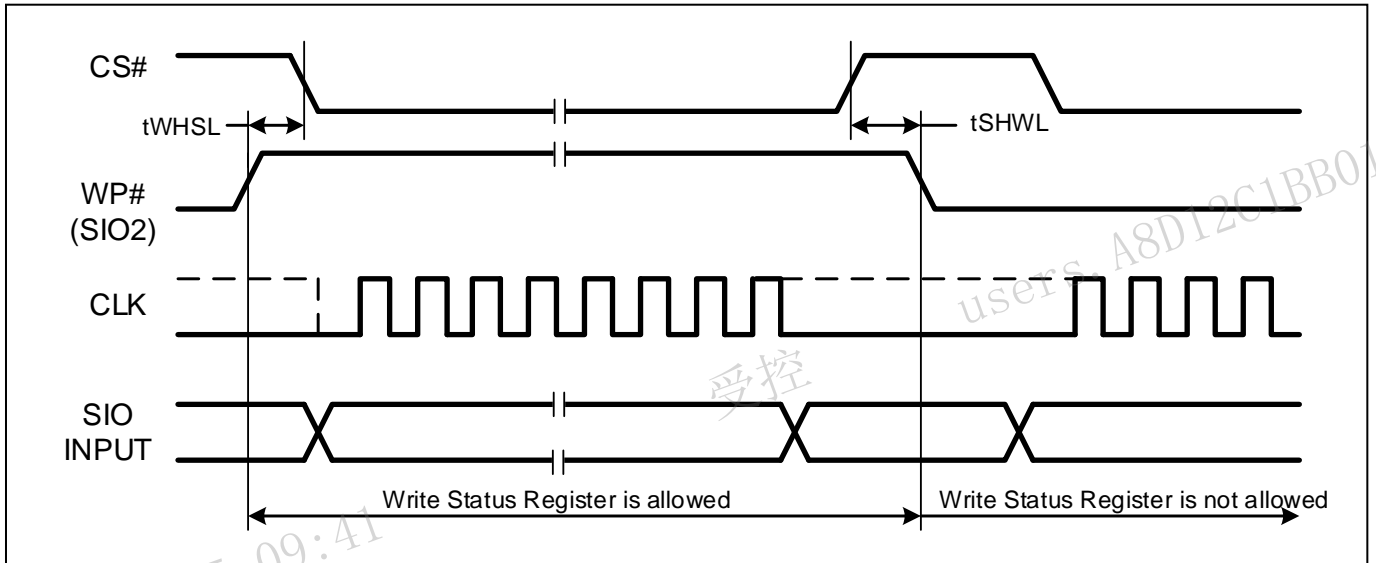 CS#
tWHSL
tSHWL
WP#
(SIO2)
users.A8D12C1BB01
CLK
受控
SIO
INPUT
Write Status Register is allowed
Write Status Register is not allowed
09:41